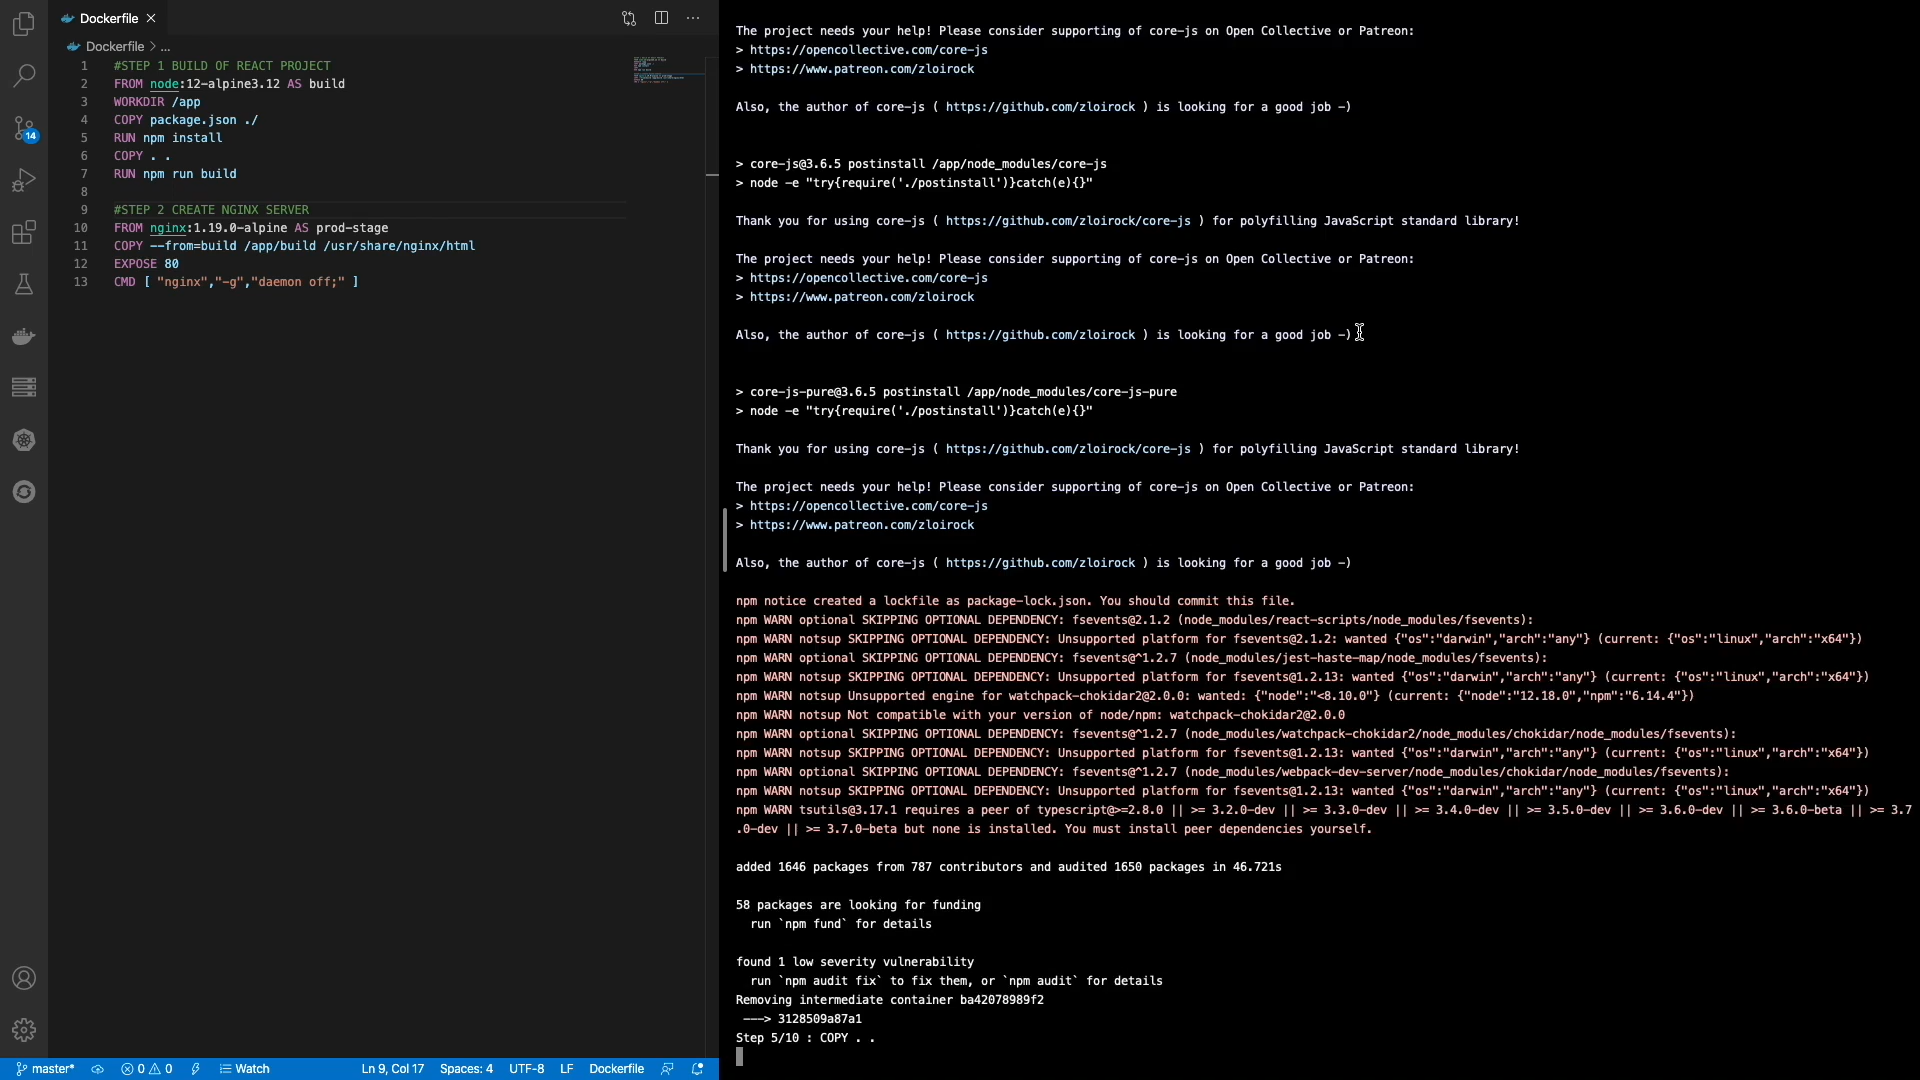 Dockerfile
Dockerfile > ...
1 #STEP 1 BUILD OF REACT PROJECT
2 FROM node:12-alpine3.12 AS build
3 WORKDIR /app
4 COPY package.json ./
5 RUN npm install
6 COPY . .
7 RUN npm run build
8
9 #STEP 2 CREATE NGINX SERVER
10 FROM nginx:1.19.0-alpine AS prod-stage
11 COPY --from=build /app/build /usr/share/nginx/html
12 EXPOSE 80
13 CMD [ "nginx","-g","daemon off;" ]
14
master*
0 0
Watch
Ln 9, Col 17
Spaces: 4
UTF-8
LF
Dockerfile
The project needs your help! Please consider supporting of core-js on Open Collective or Patreon:
> https://opencollective.com/core-js
> https://www.patreon.com/zloirock
Also, the author of core-js ( https://github.com/zloirock ) is looking for a good job -)
> core-js@3.6.5 postinstall /app/node_modules/core-js
> node -e "try{require('./postinstall')}catch(e){}"
Thank you for using core-js ( https://github.com/zloirock/core-js ) for polyfilling JavaScript standard library!
The project needs your help! Please consider supporting of core-js on Open Collective or Patreon:
> https://opencollective.com/core-js
> https://www.patreon.com/zloirock
Also, the author of core-js ( https://github.com/zloirock ) is looking for a good job -)
> core-js-pure@3.6.5 postinstall /app/node_modules/core-js-pure
> node -e "try{require('./postinstall')}catch(e){}"
Thank you for using core-js ( https://github.com/zloirock/core-js ) for polyfilling JavaScript standard library!
The project needs your help! Please consider supporting of core-js on Open Collective or Patreon:
> https://opencollective.com/core-js
> https://www.patreon.com/zloirock
Also, the author of core-js ( https://github.com/zloirock ) is looking for a good job -)
npm notice created a lockfile as package-lock.json. You should commit this file.
npm WARN optional SKIPPING OPTIONAL DEPENDENCY: fsevents@2.1.2 (node_modules/react-scripts/node_modules/fsevents):
npm WARN notsup SKIPPING OPTIONAL DEPENDENCY: Unsupported platform for fsevents@2.1.2: wanted {"os":"darwin","arch":"any"} (current: {"os":"linux","arch":"x64"})
npm WARN optional SKIPPING OPTIONAL DEPENDENCY: fsevents@^1.2.7 (node_modules/jest-haste-map/node_modules/fsevents):
npm WARN notsup SKIPPING OPTIONAL DEPENDENCY: Unsupported platform for fsevents@1.2.13: wanted {"os":"darwin","arch":"any"} (current: {"os":"linux","arch":"x64"})
npm WARN notsup Unsupported engine for watchpack-chokidar2@2.0.0: wanted: {"node":"<8.10.0"} (current: {"node":"12.18.0","npm":"6.14.4"})
npm WARN notsup Not compatible with your version of node/npm: watchpack-chokidar2@2.0.0
npm WARN optional SKIPPING OPTIONAL DEPENDENCY: fsevents@^1.2.7 (node_modules/watchpack-chokidar2/node_modules/chokidar/node_modules/fsevents):
npm WARN notsup SKIPPING OPTIONAL DEPENDENCY: Unsupported platform for fsevents@1.2.13: wanted {"os":"darwin","arch":"any"} (current: {"os":"linux","arch":"x64"})
npm WARN optional SKIPPING OPTIONAL DEPENDENCY: fsevents@^1.2.7 (node_modules/webpack-dev-server/node_modules/chokidar/node_modules/fsevents):
npm WARN notsup SKIPPING OPTIONAL DEPENDENCY: Unsupported platform for fsevents@1.2.13: wanted {"os":"darwin","arch":"any"} (current: {"os":"linux","arch":"x64"})
npm WARN tsutils@3.17.1 requires a peer of typescript@>=2.8.0 || >= 3.2.0-dev || >= 3.3.0-dev || >= 3.4.0-dev || >= 3.5.0-dev || >= 3.6.0-dev || >= 3.6.0-beta || >= 3.7
.0-dev || >= 3.7.0-beta but none is installed. You must install peer dependencies yourself.
added 1646 packages from 787 contributors and audited 1650 packages in 46.721s
58 packages are looking for funding
run `npm fund` for details
found 1 low severity vulnerability
run `npm audit fix` to fix them, or `npm audit` for details
Removing intermediate container ba42078989f2
---> 3128509a87a1
Step 5/10 : COPY . .